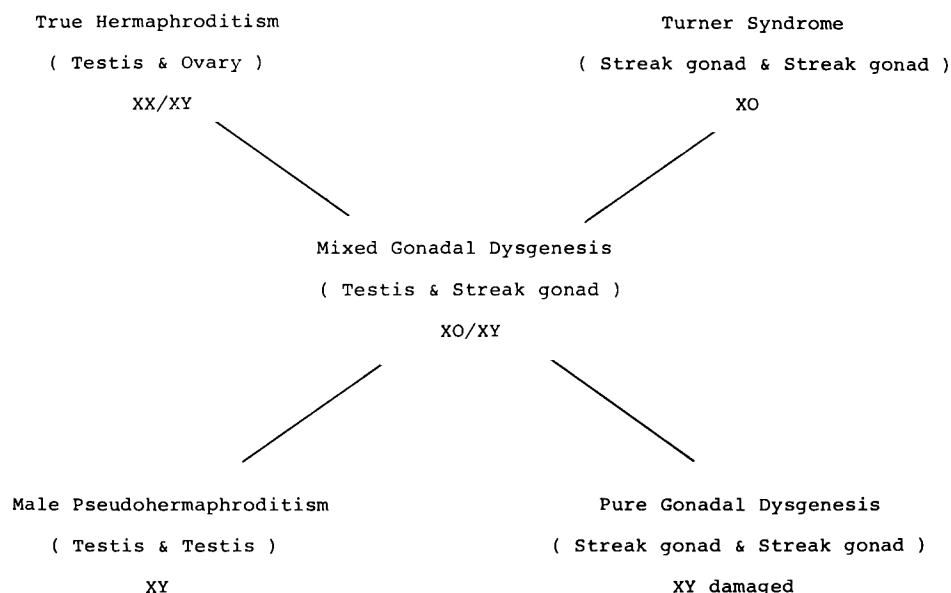 True Hermaphroditism
( Testis & Ovary )
XX/XY
Turner Syndrome
( Streak gonad & Streak gonad )
XO
Mixed Gonadal Dysgenesis
( Testis & Streak gonad )
XO/XY
Male Pseudohermaphroditism
( Testis & Testis )
XY
Pure Gonadal Dysgenesis
( Streak gonad & Streak gonad )
XY damaged